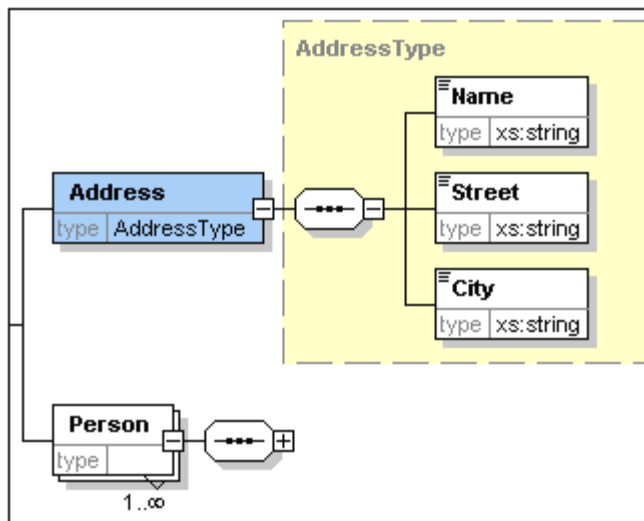 AddressType
Name
type xs:string
Address
type AddressType
Street
type xs:string
City
type xs:string
Person
type
1..∞